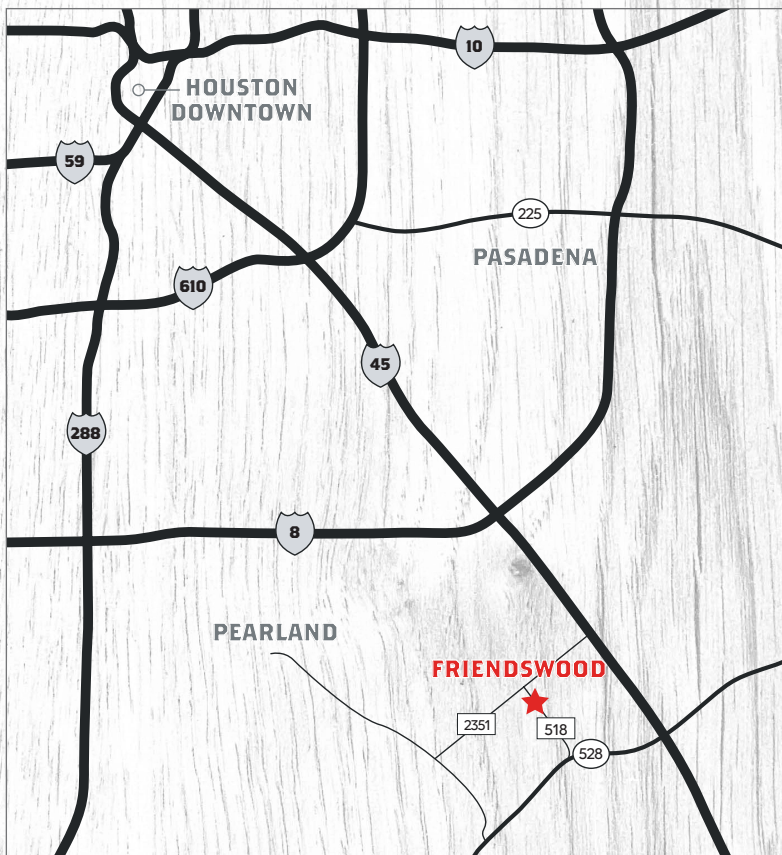 10
HOUSTON
DOWNTOWN
59
225
PASADENA
610
45
288
8
PEARLAND
FRIENDSWOOD
2351
518
528